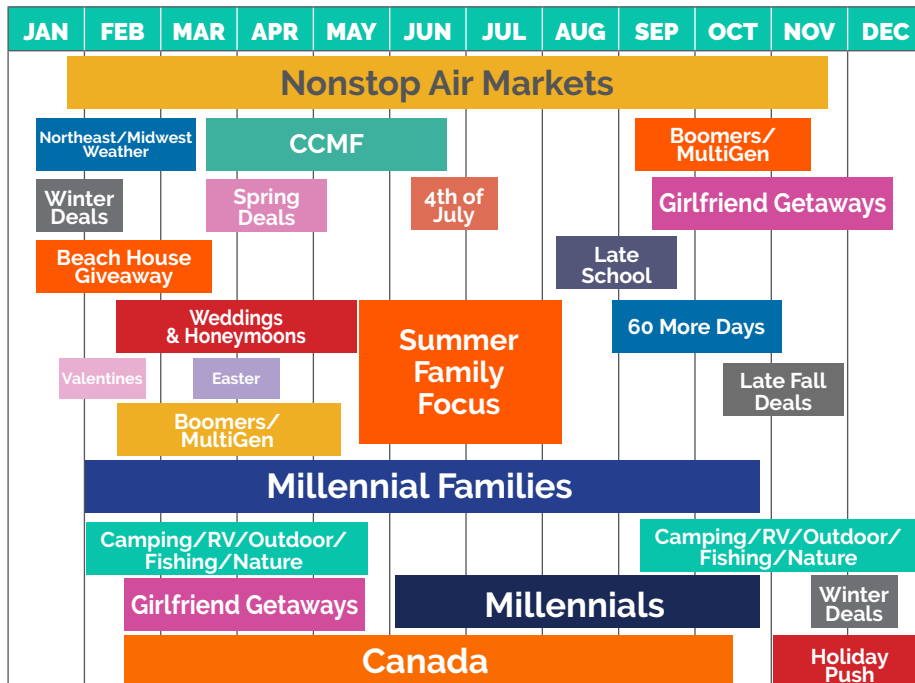 JAN FEB MAR APR MAY JUN JUL AUG SEP OCT NOV DEC
Nonstop Air Markets
Northeast/Midwest
Weather
CCMF
Boomers/
MultiGen
Winter
Deals
Spring
Deals
4th of
July
Girlfriend Getaways
Beach House
Giveaway
Late
School
Weddings
& Honeymoons
Summer
Family
Focus
60 More Days
Valentines
Easter
Late Fall
Deals
Boomers/
MultiGen
Millennial Families
Camping/RV/Outdoor/
Fishing/Nature
Camping/RV/Outdoor/
Fishing/Nature
Girlfriend Getaways
Millennials
Winter
Deals
Canada
Holiday
Push